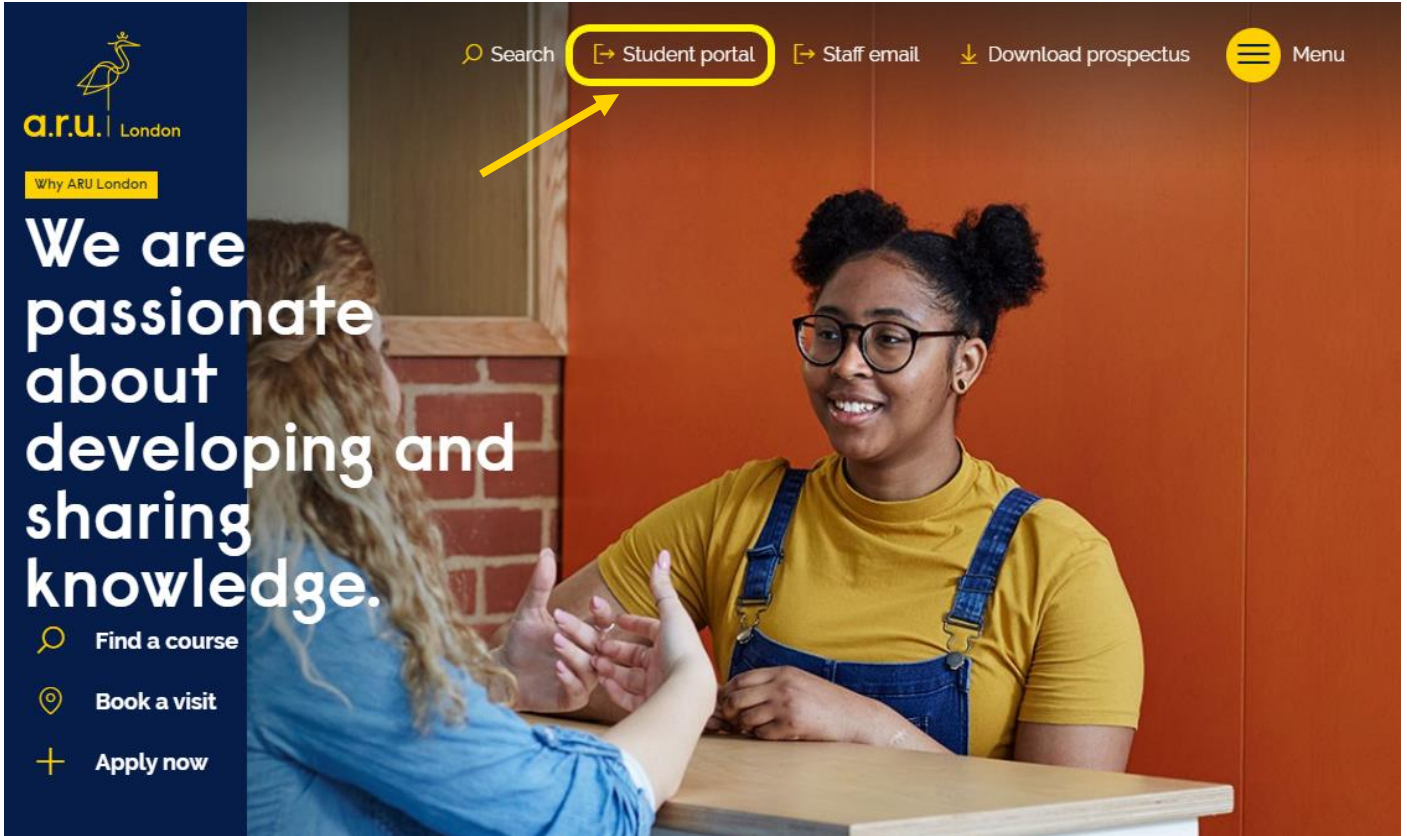 Search
Student portal
Staff email
Download prospectus
Menu
a.r.u. London
Why ARU London
We are
passionate
about
developing and
sharing
knowledge.
Find a course
Book a visit
Apply now